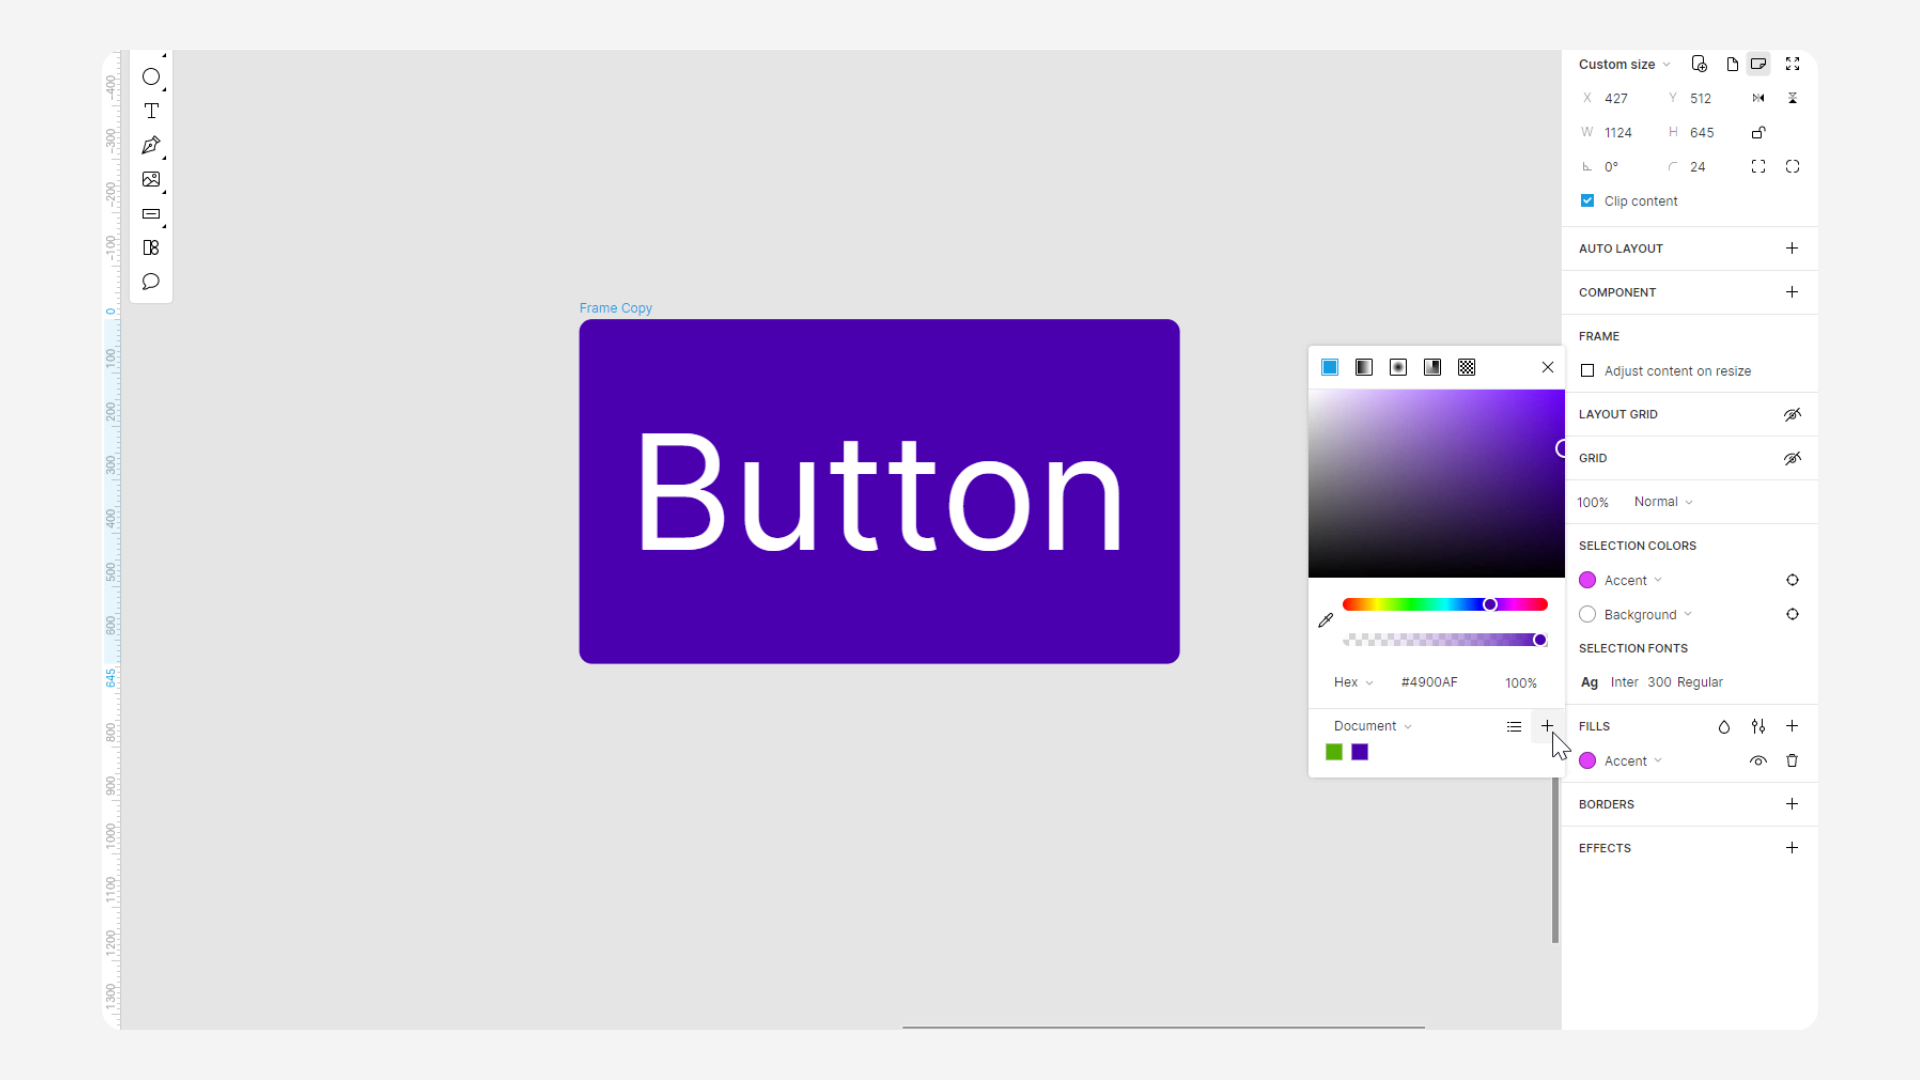 Custom size
X 427 Y 512
W 1124 H 645
0° 24
Clip content
AUTO LAYOUT
COMPONENT
FRAME
Adjust content on resize
LAYOUT GRID
GRID
100% Normal
SELECTION COLORS
Accent
Background
SELECTION FONTS
Ag Inter 300 Regular
FILLS
Accent
BORDERS
EFFECTS
-400
-300
-200
-100
0
100
200
300
400
500
600
645
800
900
1000
1100
1200
1300
T
Frame Copy
Button
Hex #4900AF 100%
Document